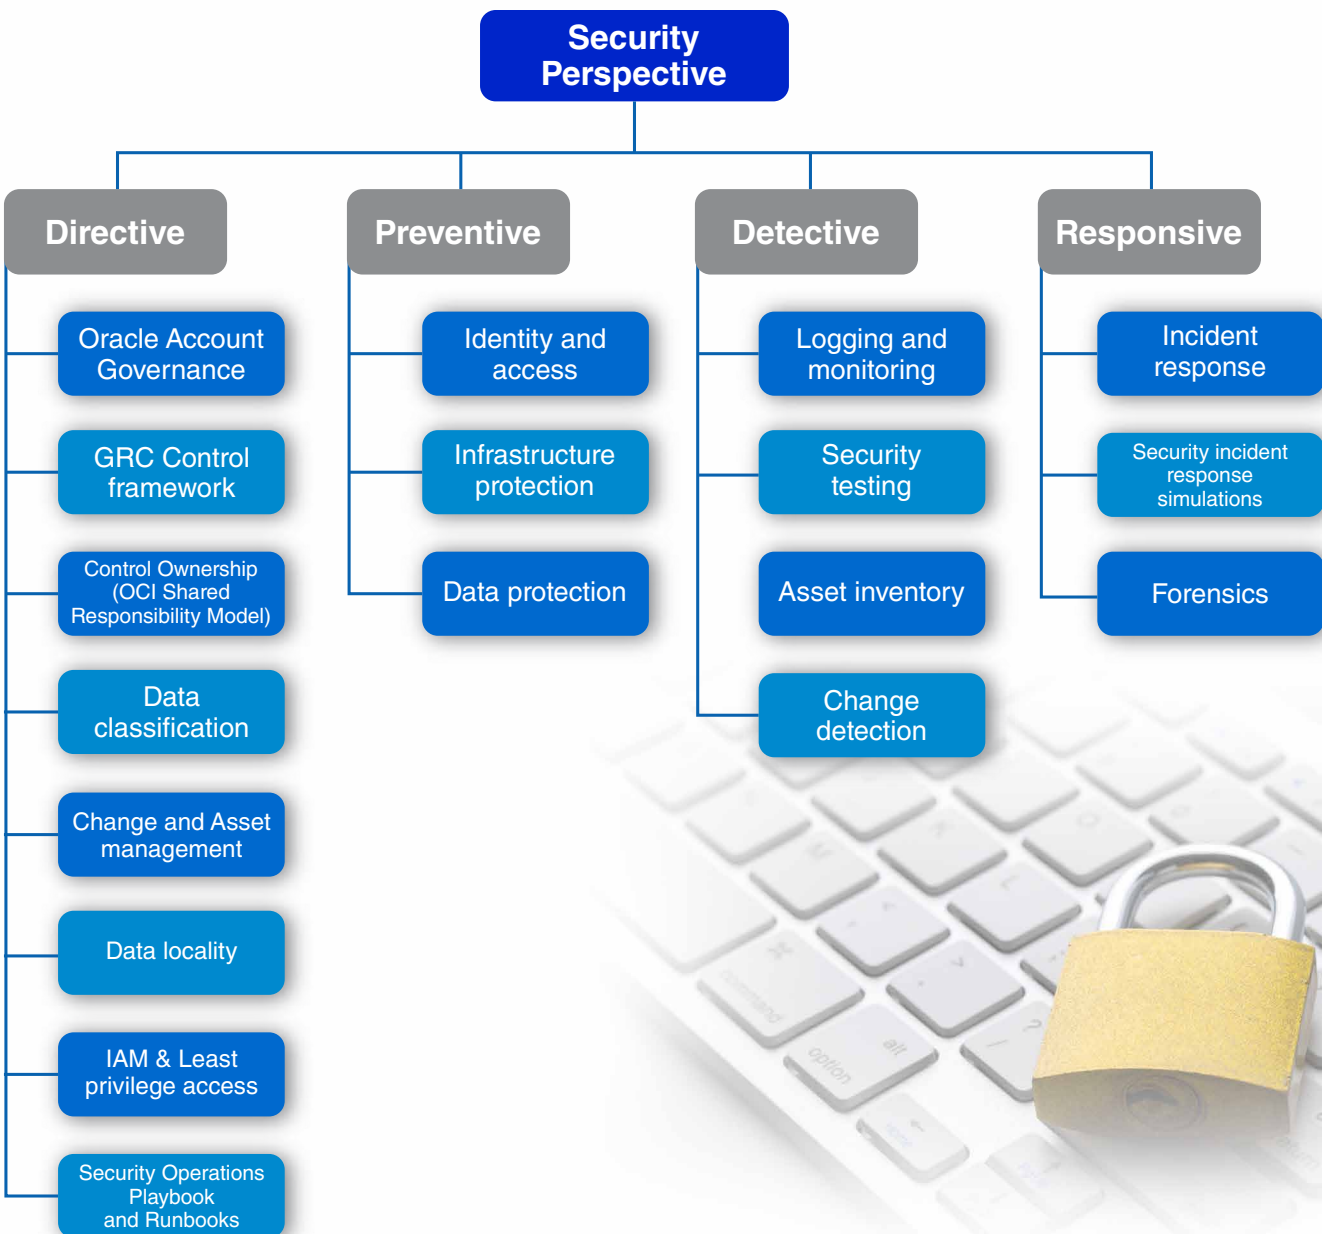 Security
Perspective
Directive
Preventive
Detective
Responsive
Oracle Account
Governance
GRC Control
framework
Control Ownership
(OCI Shared
Responsibility Model)
Data
classification
Change and Asset
management
Data locality
IAM & Least
privilege access
Security Operations
Playbook
and Runbooks
Identity and
access
Infrastructure
protection
Data protection
Logging and
monitoring
Security
testing
Asset inventory
Change
detection
Incident
response
Security incident
response
simulations
Forensics
K
M
L
O
<
>
?
/
⌘
command
alt
option